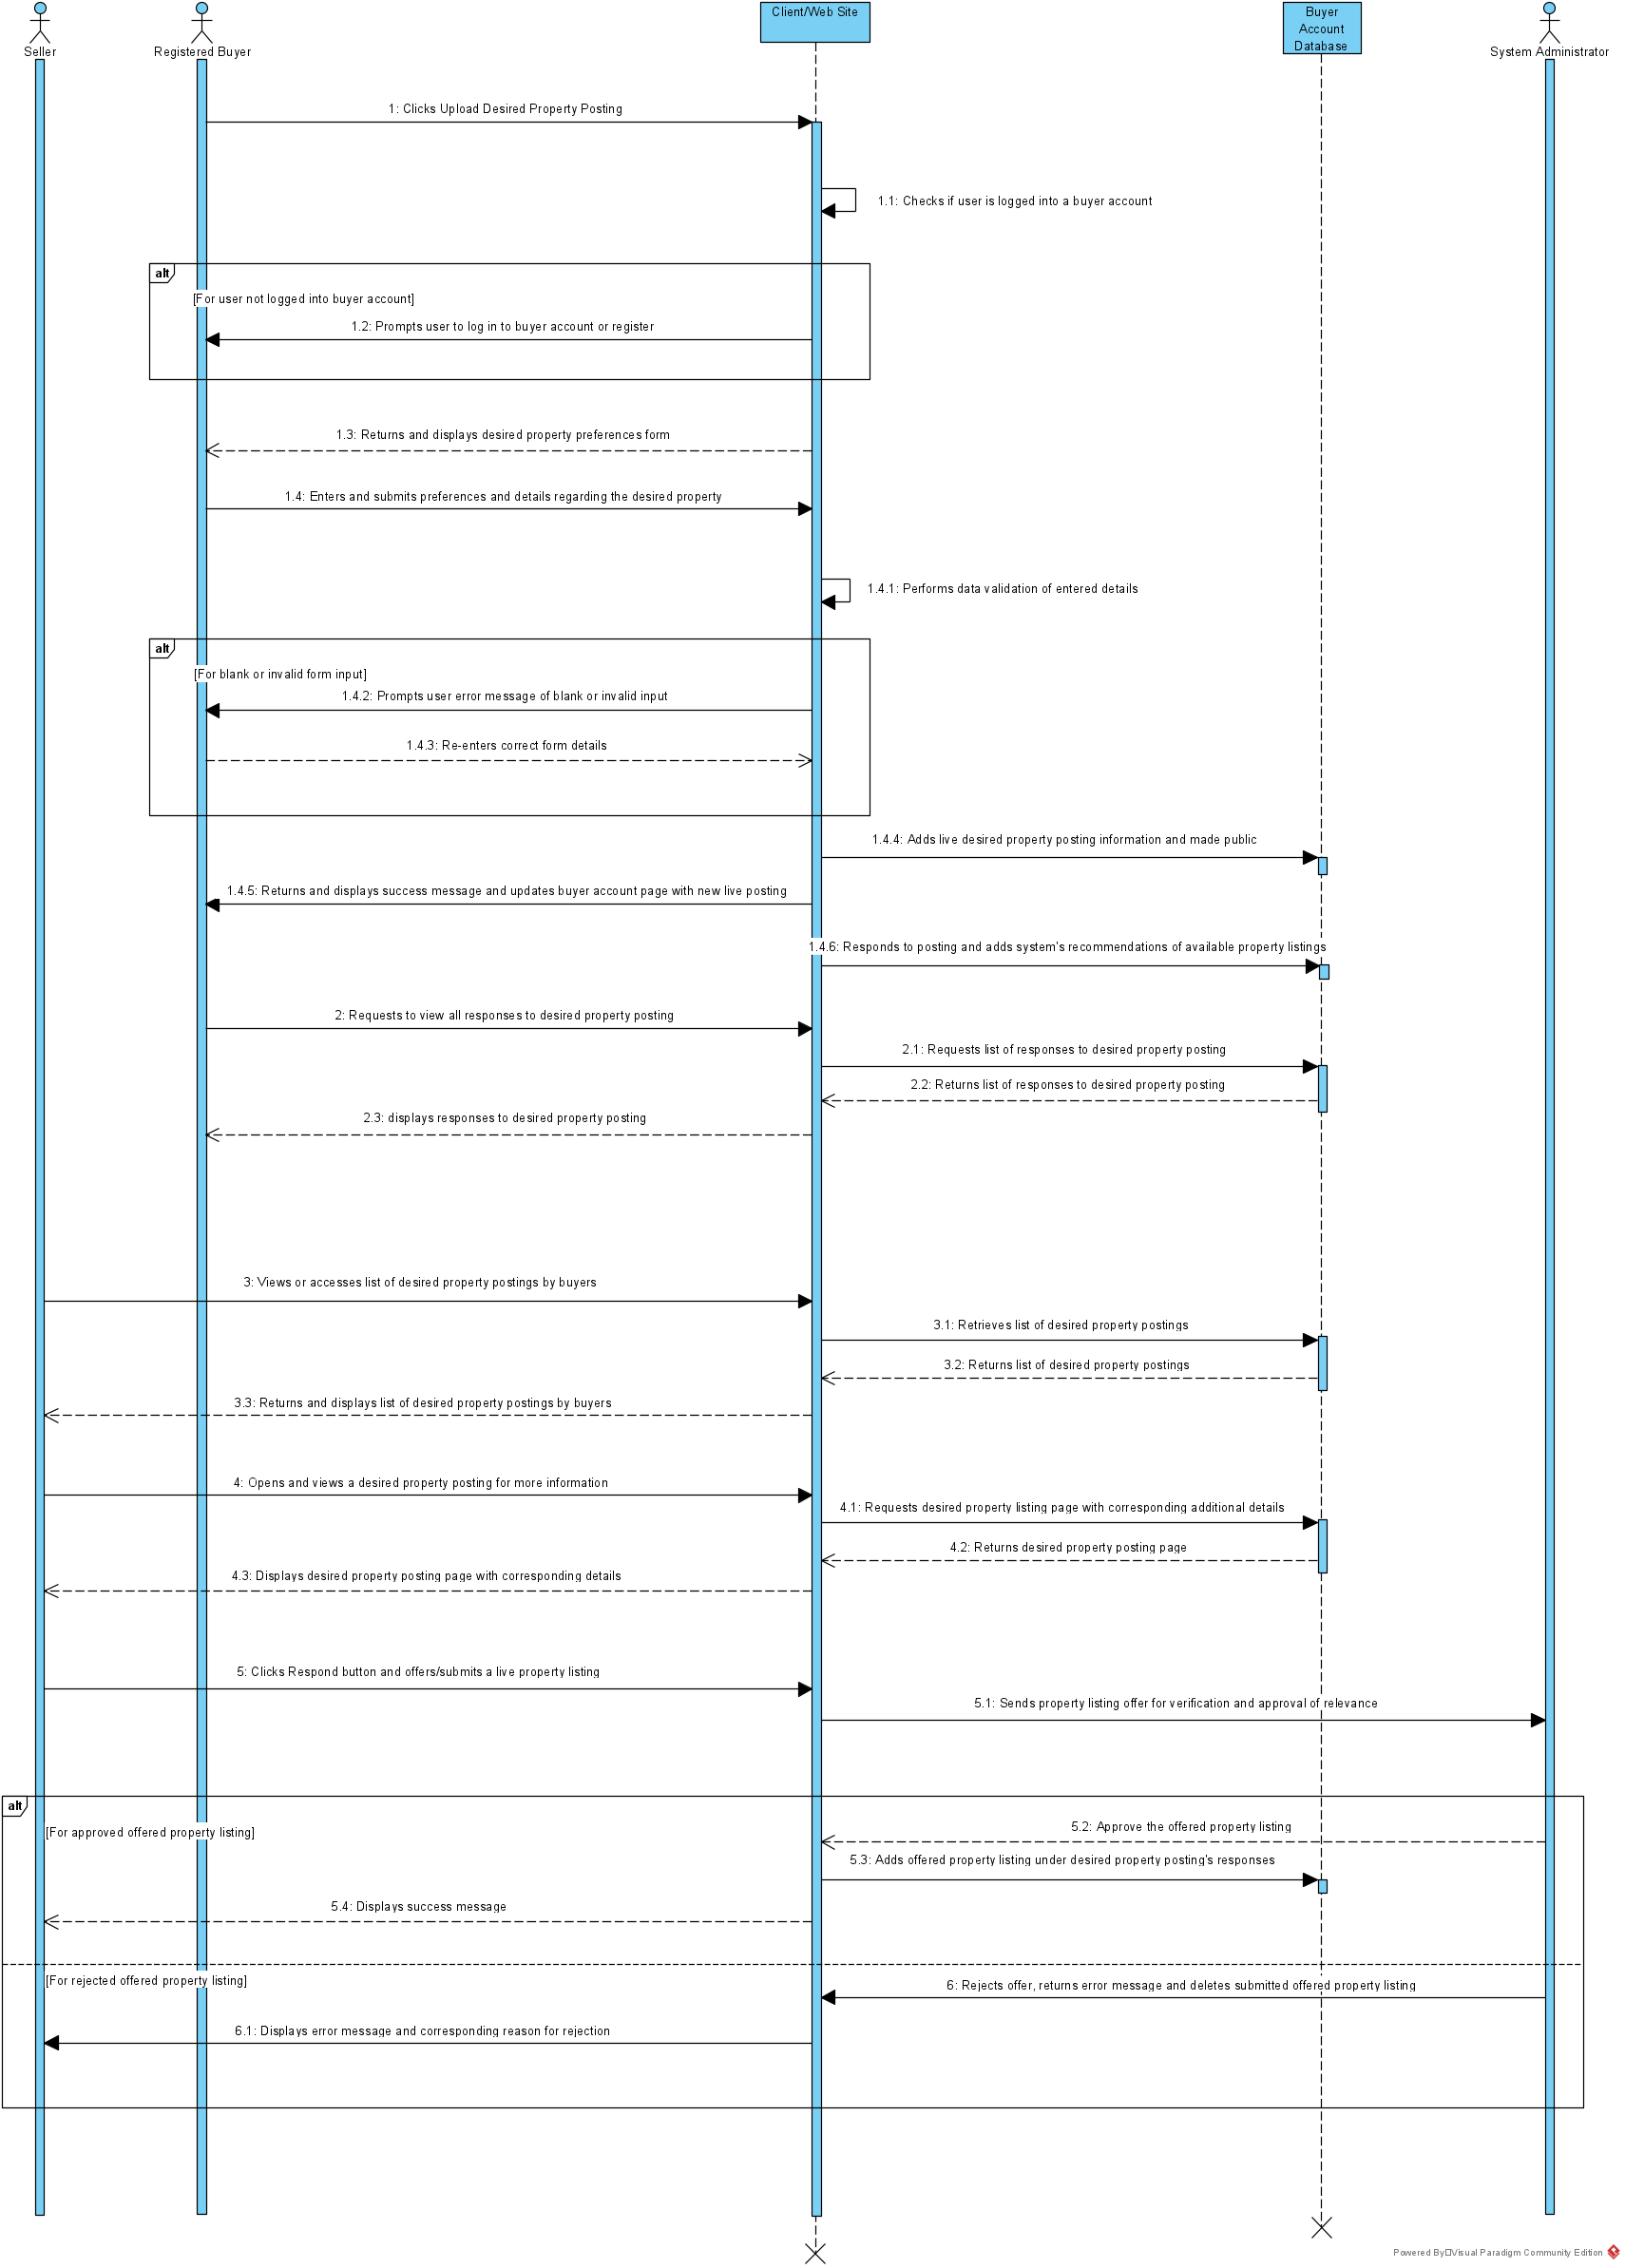 Seller
Registered Buyer
Client/Web Site
Buyer
Account
Database
System Administrator
1: Clicks Upload Desired Property Posting
1.1: Checks if user is logged into a buyer account
alt
[For user not logged into buyer account]
1.2: Prompts user to log in to buyer account or register
1.3: Returns and displays desired property preferences form
1.4: Enters and submits preferences and details regarding the desired property
1.4.1: Performs data validation of entered details
alt
[For blank or invalid form input]
1.4.2: Prompts user error message of blank or invalid input
1.4.3: Re-enters correct form details
1.4.4: Adds live desired property posting information and made public
1.4.5: Returns and displays success message and updates buyer account page with new live posting
1.4.6: Responds to posting and adds system's recommendations of available property listings
2: Requests to view all responses to desired property posting
2.1: Requests list of responses to desired property posting
2.2: Returns list of responses to desired property posting
2.3: displays responses to desired property posting
3: Views or accesses list of desired property postings by buyers
3.1: Retrieves list of desired property postings
3.2: Returns list of desired property postings
3.3: Returns and displays list of desired property postings by buyers
4: Opens and views a desired property posting for more information
4.1: Requests desired property listing page with corresponding additional details
4.2: Returns desired property posting page
4.3: Displays desired property posting page with corresponding details
5: Clicks Respond button and offers/submits a live property listing
5.1: Sends property listing offer for verification and approval of relevance
alt
[For approved offered property listing]
5.2: Approve the offered property listing
5.3: Adds offered property listing under desired property posting's responses
5.4: Displays success message
[For rejected offered property listing]
6: Rejects offer, returns error message and deletes submitted offered property listing
6.1: Displays error message and corresponding reason for rejection
Powered By Visual Paradigm Community Edition